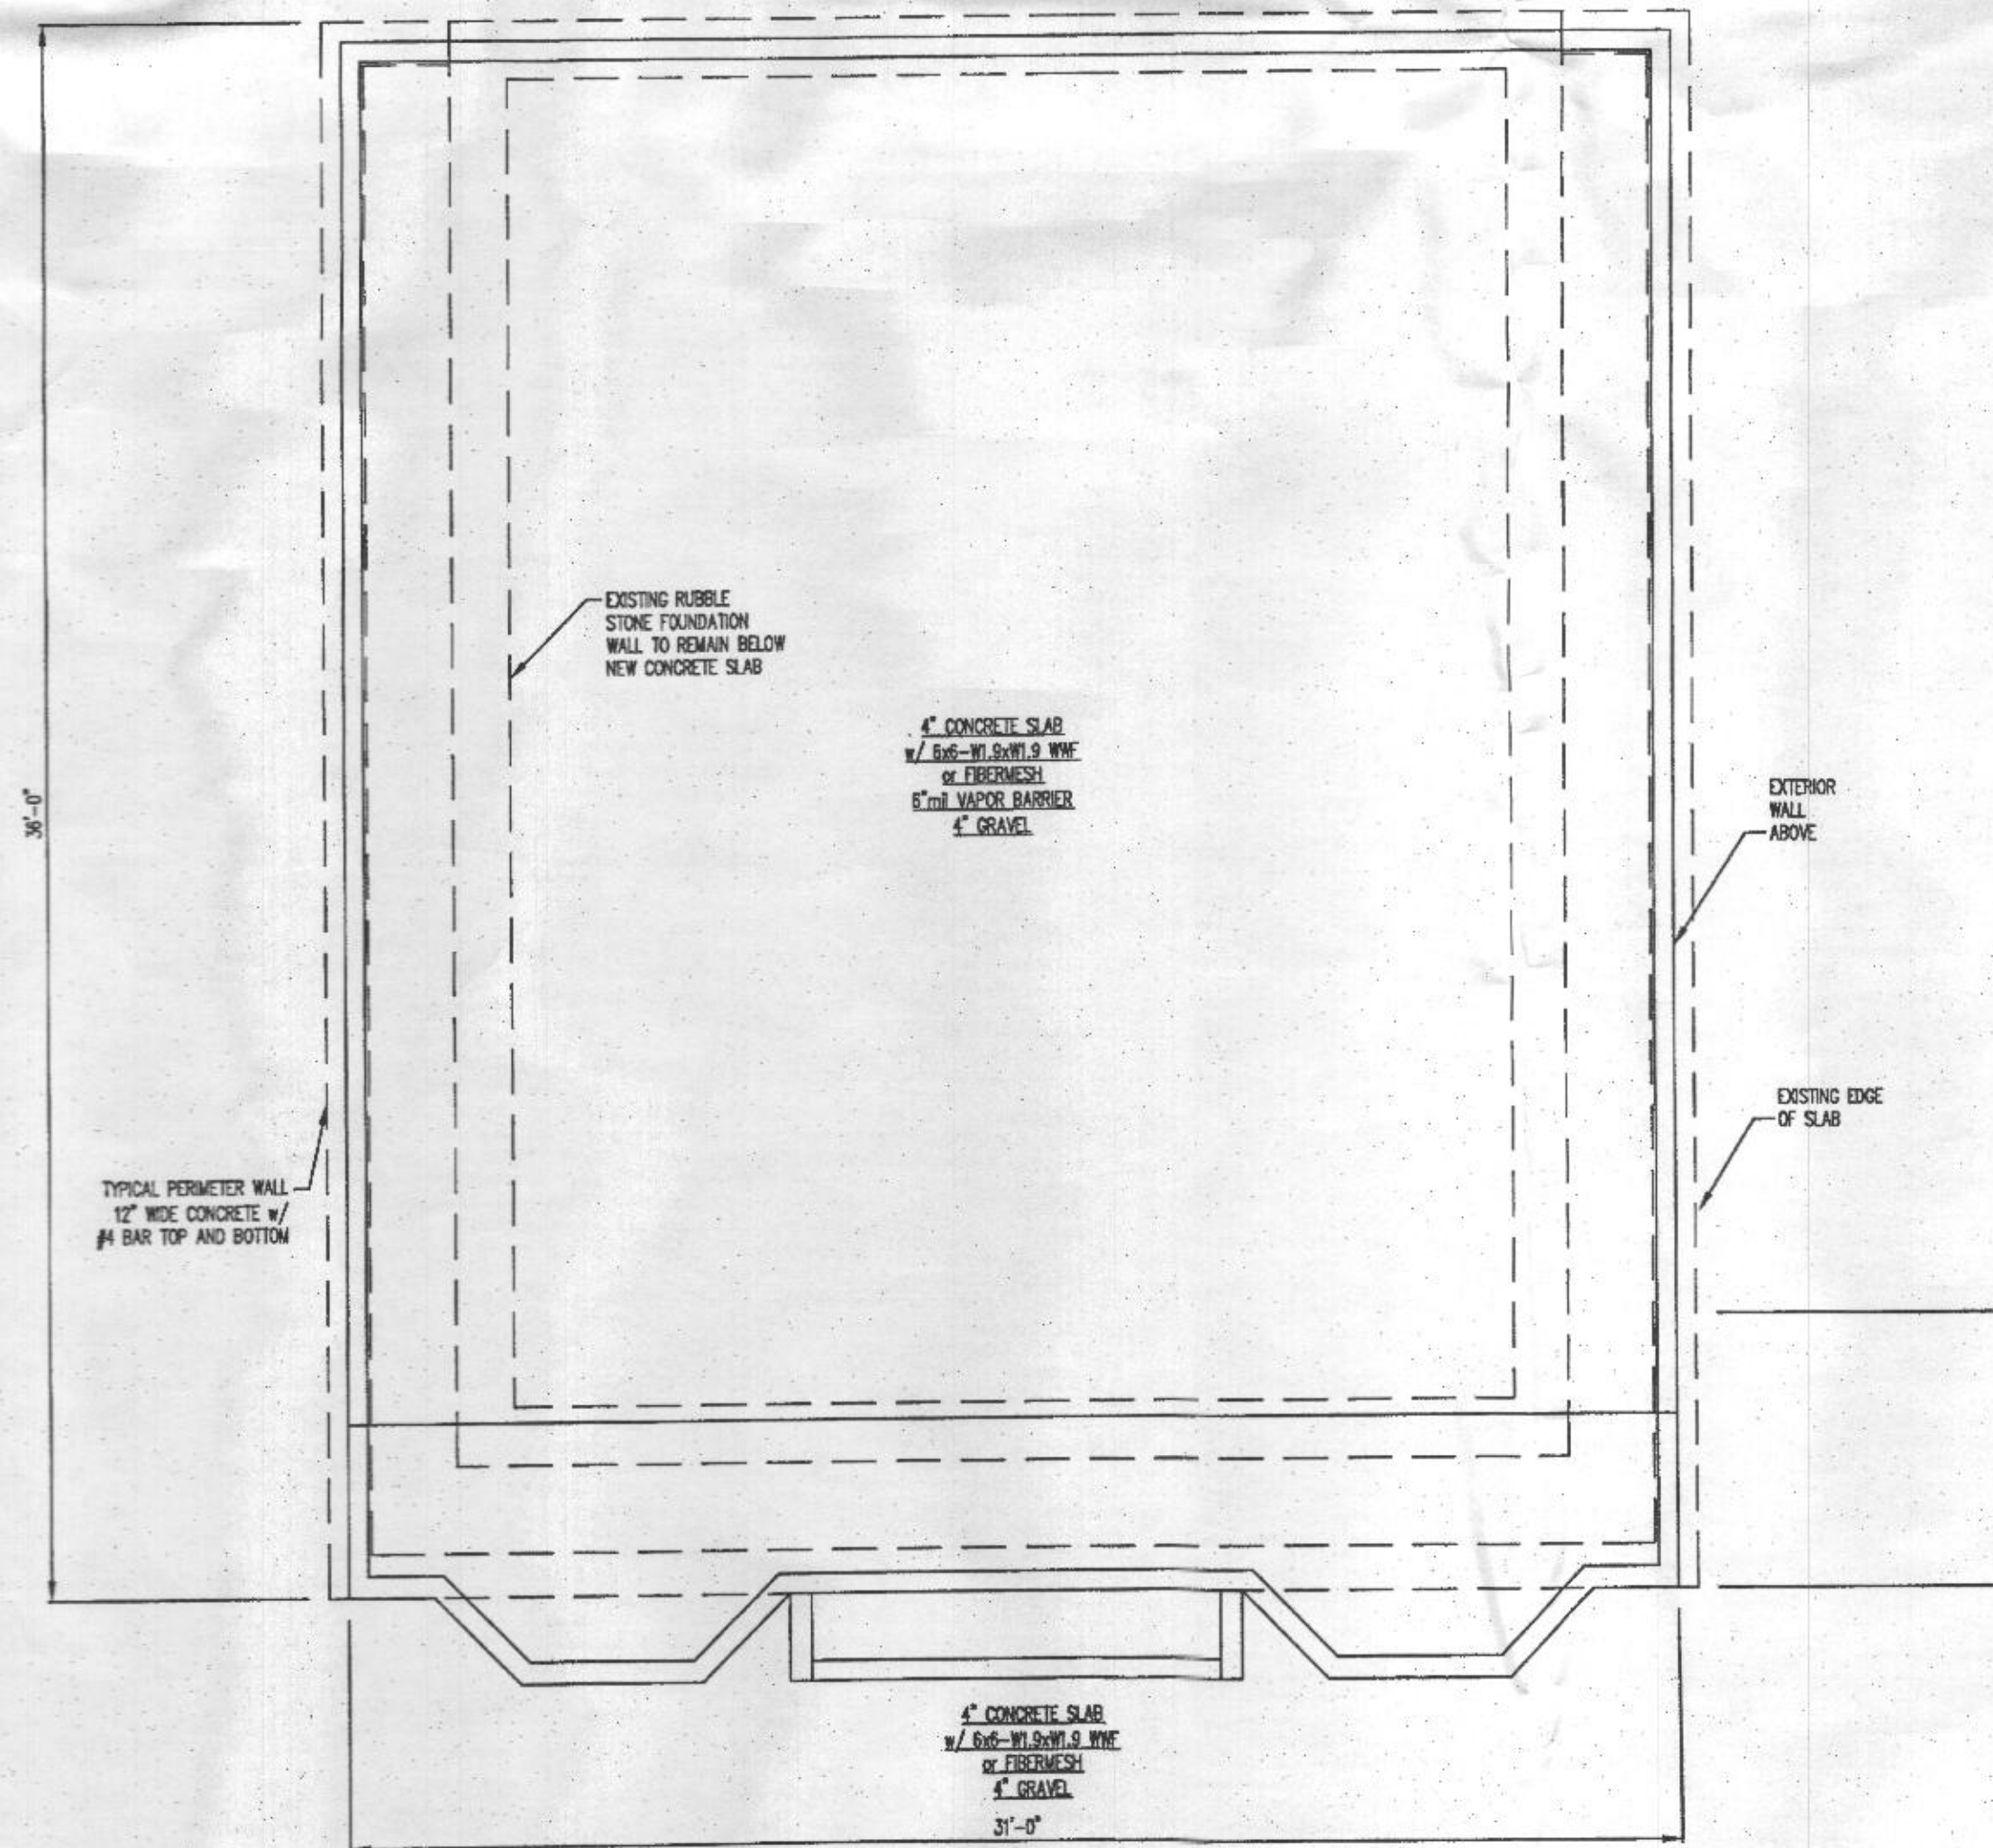 EXISTING RUBBLE
STONE FOUNDATION
WALL TO REMAIN BELOW
NEW CONCRETE SLAB
4" CONCRETE SLAB
w/ 6x6-W1.9xW1.9 WWF
or FIBERMESH
6"mil VAPOR BARRIER
4" GRAVEL
36'-0"
EXTERIOR
WALL
ABOVE
EXISTING EDGE
OF SLAB
TYPICAL PERIMETER WALL
12" WIDE CONCRETE w/
#4 BAR TOP AND BOTTOM
4" CONCRETE SLAB
w/ 6x6-W1.9xW1.9 WWF
or FIBERMESH
4" GRAVEL
31'-0"